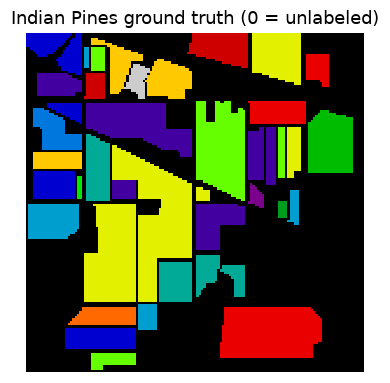 Indian Pines ground truth (0 = unlabeled)